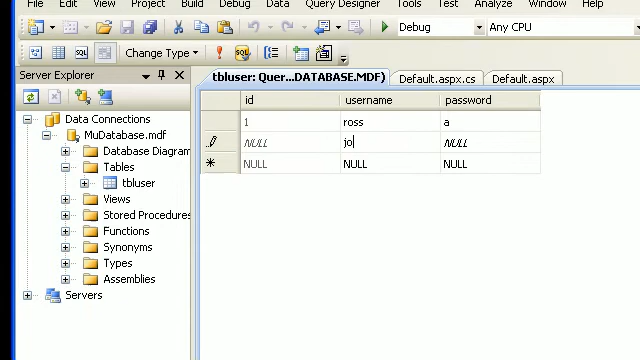 File Edit View Project Build Debug Data Query Designer Tools Test Analyze Window Help
Debug Any CPU
Change Type SQL
Server Explorer
tbluser: Quer...DATABASE.MDF) Default.aspx.cs Default.aspx
id username password
1 ross a
NULL jo NULL
NULL NULL NULL
Data Connections
MuDatabase.mdf
Database Diagram
Tables
tbluser
Views
Stored Procedures
Functions
Synonyms
Types
Assemblies
Servers